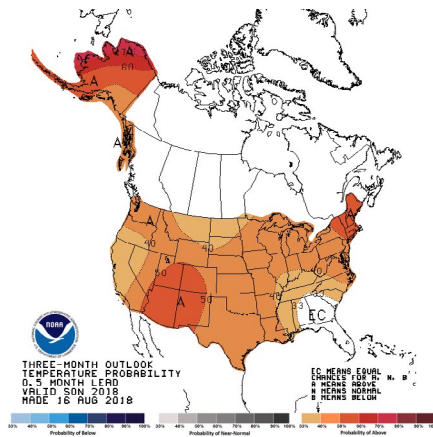 A
70
60
A
A
A
40
40
A
50
A
50
40
40
33
33
EC
NOAA
THREE-MONTH OUTLOOK
TEMPERATURE PROBABILITY
0.5 MONTH LEAD
VALID SON 2018
MADE 16 AUG 2018
EC MEANS EQUAL
CHANCES FOR A, N, B
A MEANS ABOVE
N MEANS NORMAL
B MEANS BELOW
Probability of Below
Probability of Near-Normal
Probability of Above